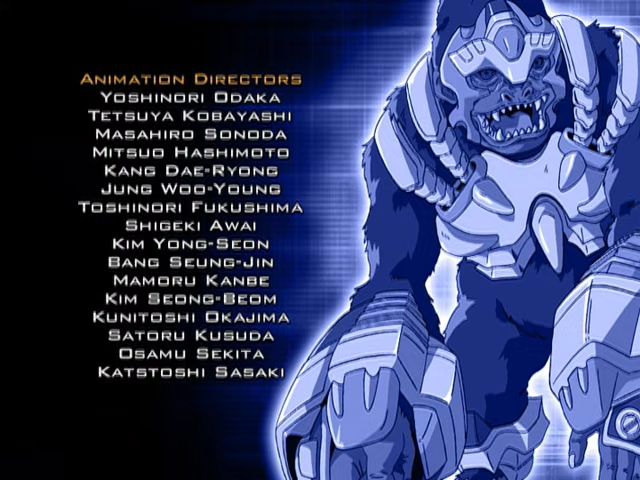 Animation Directors
Yoshinori Odaka
Tetsuya Kobayashi
Masahiro Sonoda
Mitsuo Hashimoto
Kang Dae-Ryong
Jung Woo-Young
Toshinori Fukushima
Shigeki Awai
Kim Yong-Seon
Bang Seung-Jin
Mamoru Kanbe
Kim Seong-Beom
Kunitoshi Okajima
Satoru Kusuda
Osamu Sekita
Katstoshi Sasaki